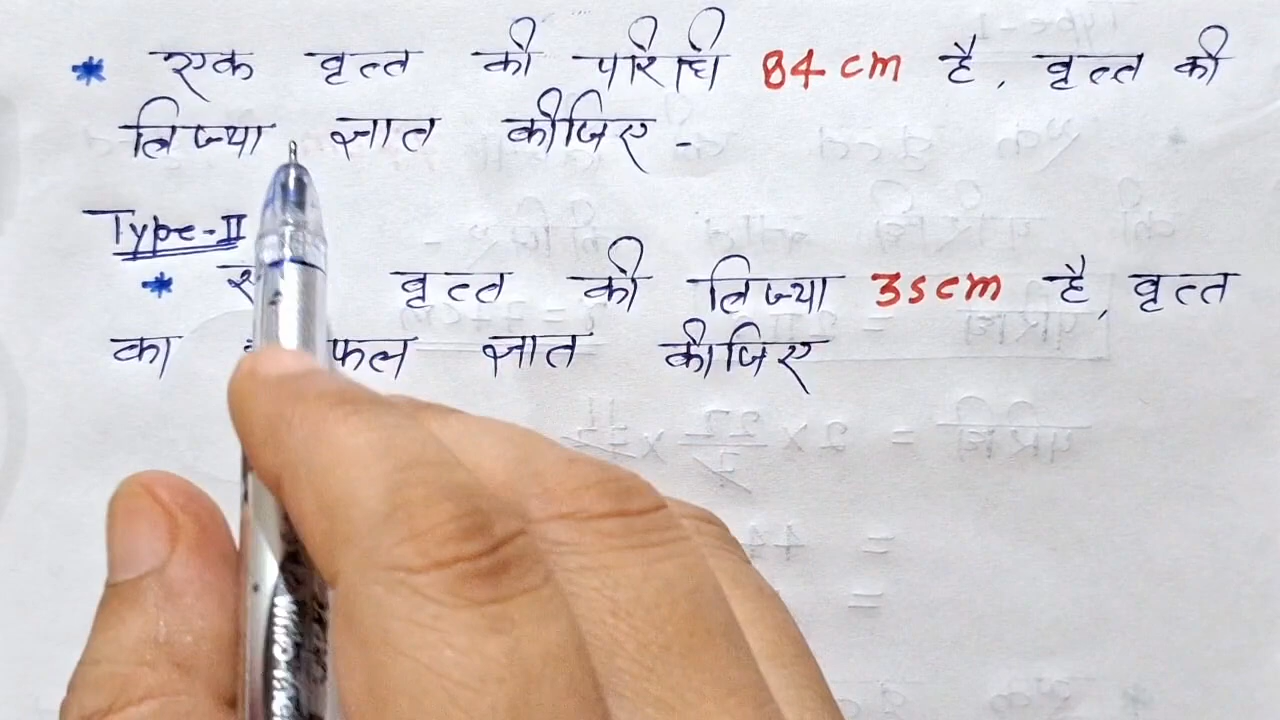 * एक वृत्त की परिधि 84 cm है, वृत्त की
त्रिज्या ज्ञात कीजिए -
Type-II
* वृत्त की त्रिज्या 35cm है, वृत्त
का फल ज्ञात कीजिए